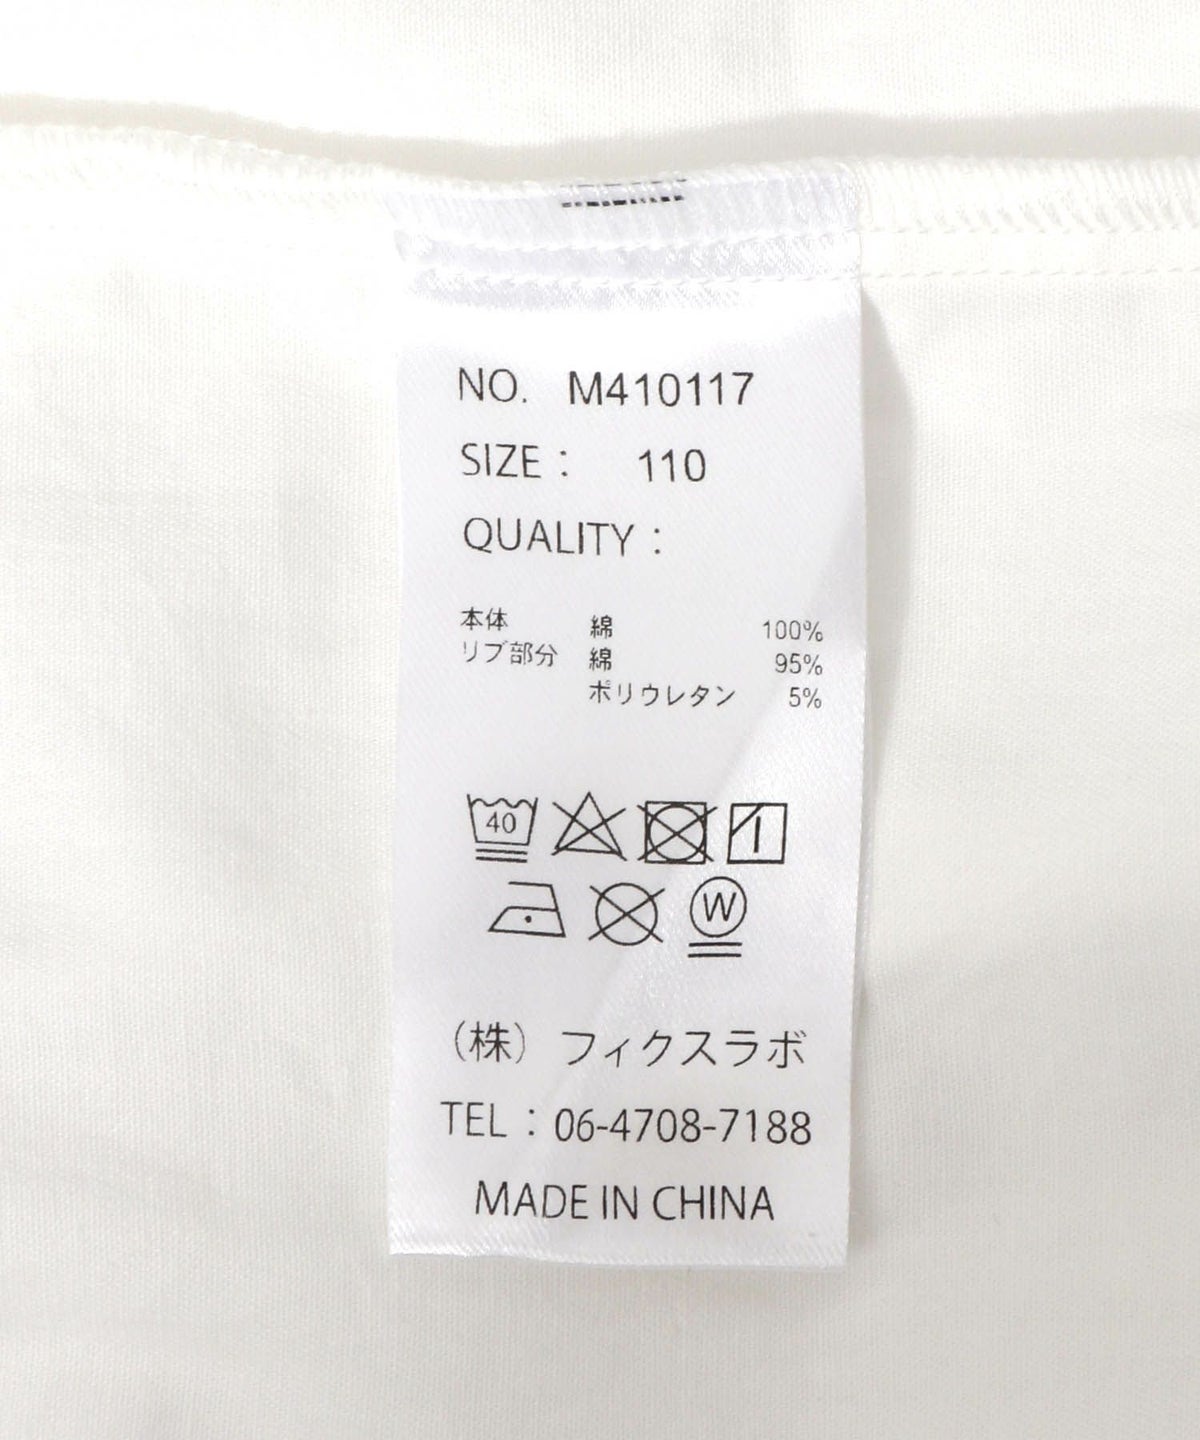 NO. M410117
SIZE : 110
QUALITY :
本体 綿 100%
リブ部分 綿 95%
ポリウレタン 5%
40
W
(株) フィクスラボ
TEL : 06-4708-7188
MADE IN CHINA